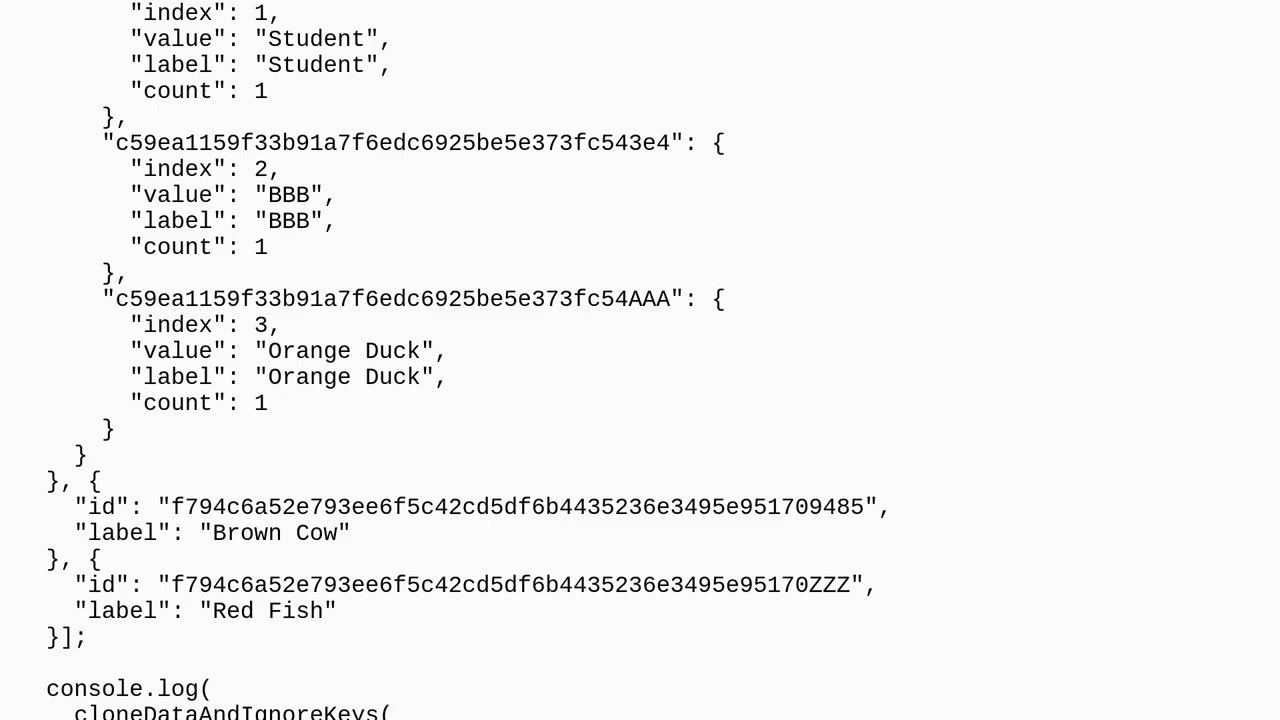 "index": 1,
"value": "Student",
"label": "Student",
"count": 1
},
"c59ea1159f33b91a7f6edc6925be5e373fc543e4": {
"index": 2,
"value": "BBB",
"label": "BBB",
"count": 1
},
"c59ea1159f33b91a7f6edc6925be5e373fc54AAA": {
"index": 3,
"value": "Orange Duck",
"label": "Orange Duck",
"count": 1
}
}
}, {
"id": "f794c6a52e793ee6f5c42cd5df6b4435236e3495e951709485",
"label": "Brown Cow"
}, {
"id": "f794c6a52e793ee6f5c42cd5df6b4435236e3495e95170ZZZ",
"label": "Red Fish"
}];
console.log(
cloneDataAndIgnoreKeys(